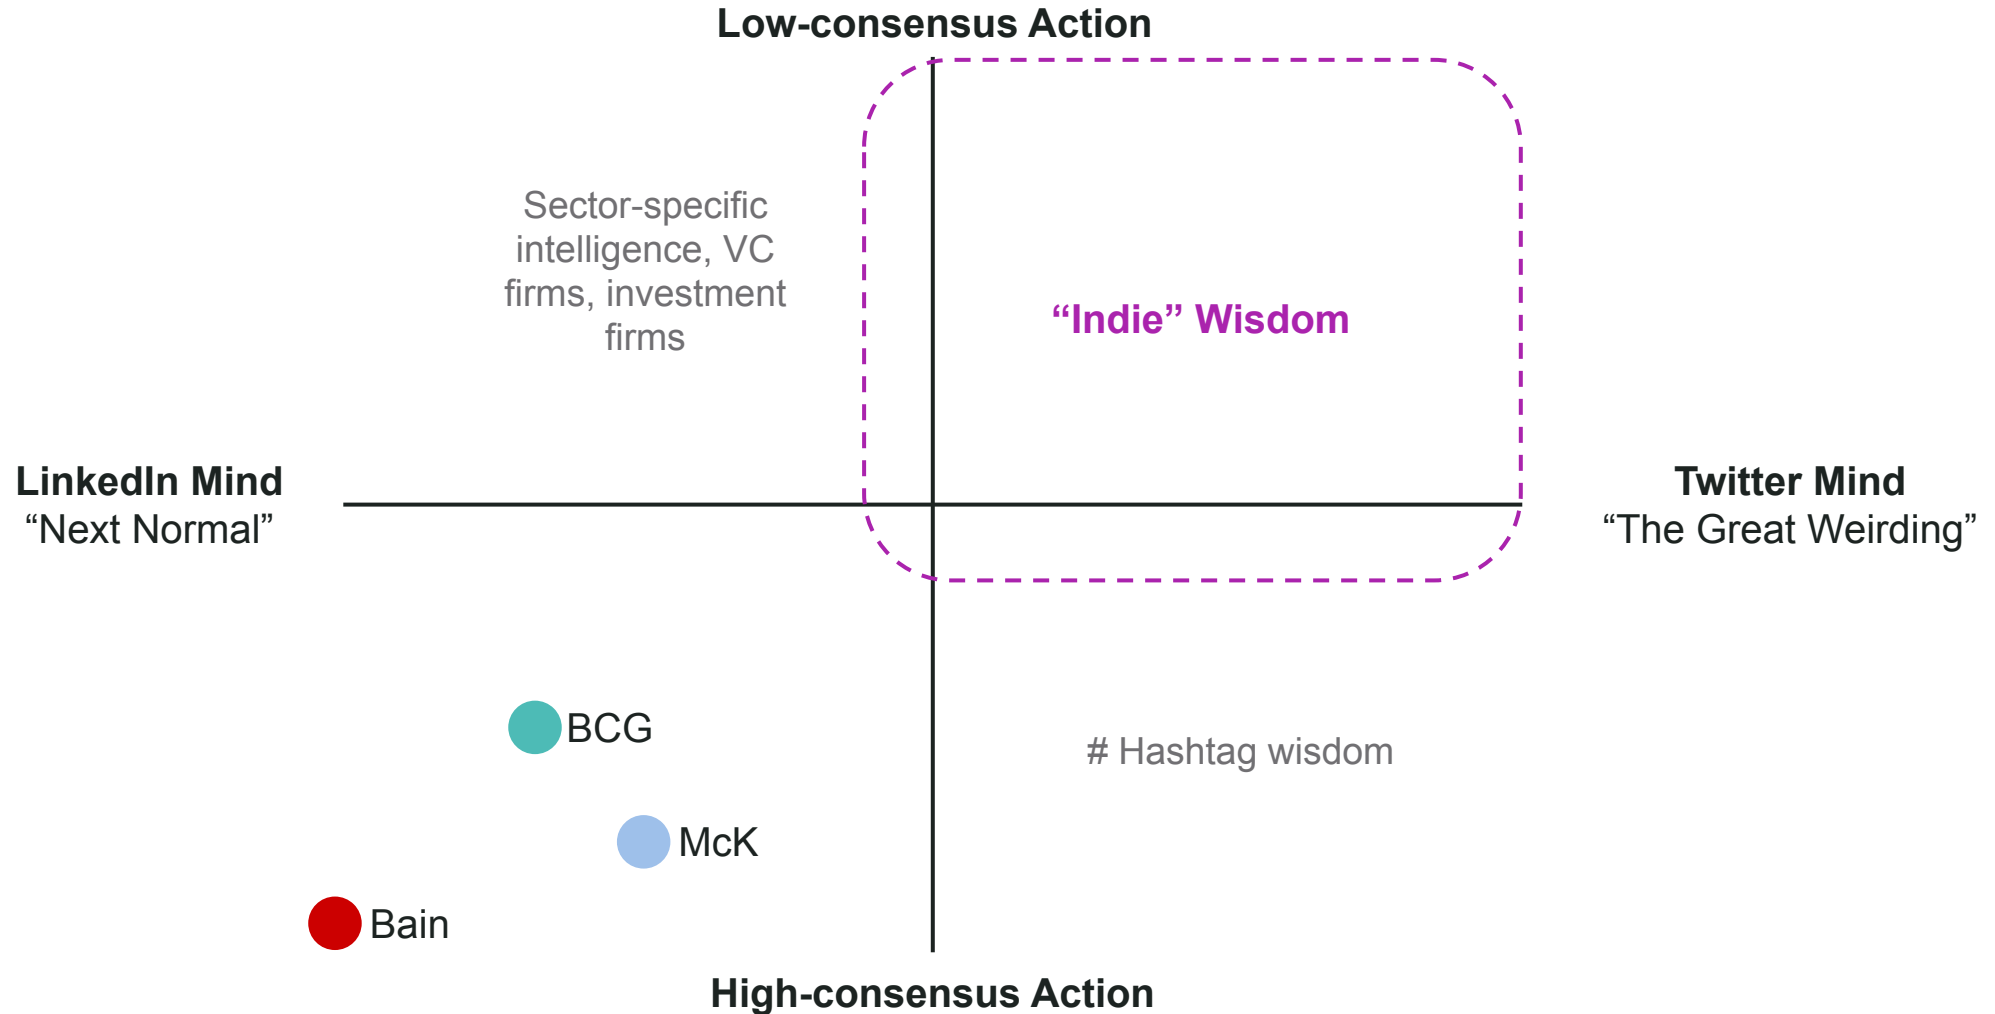 Low-consensus Action
Sector-specific
intelligence, VC
firms, investment
firms
“Indie” Wisdom
LinkedIn Mind
“Next Normal”
Twitter Mind
“The Great Weirding”
BCG
# Hashtag wisdom
McK
Bain
High-consensus Action